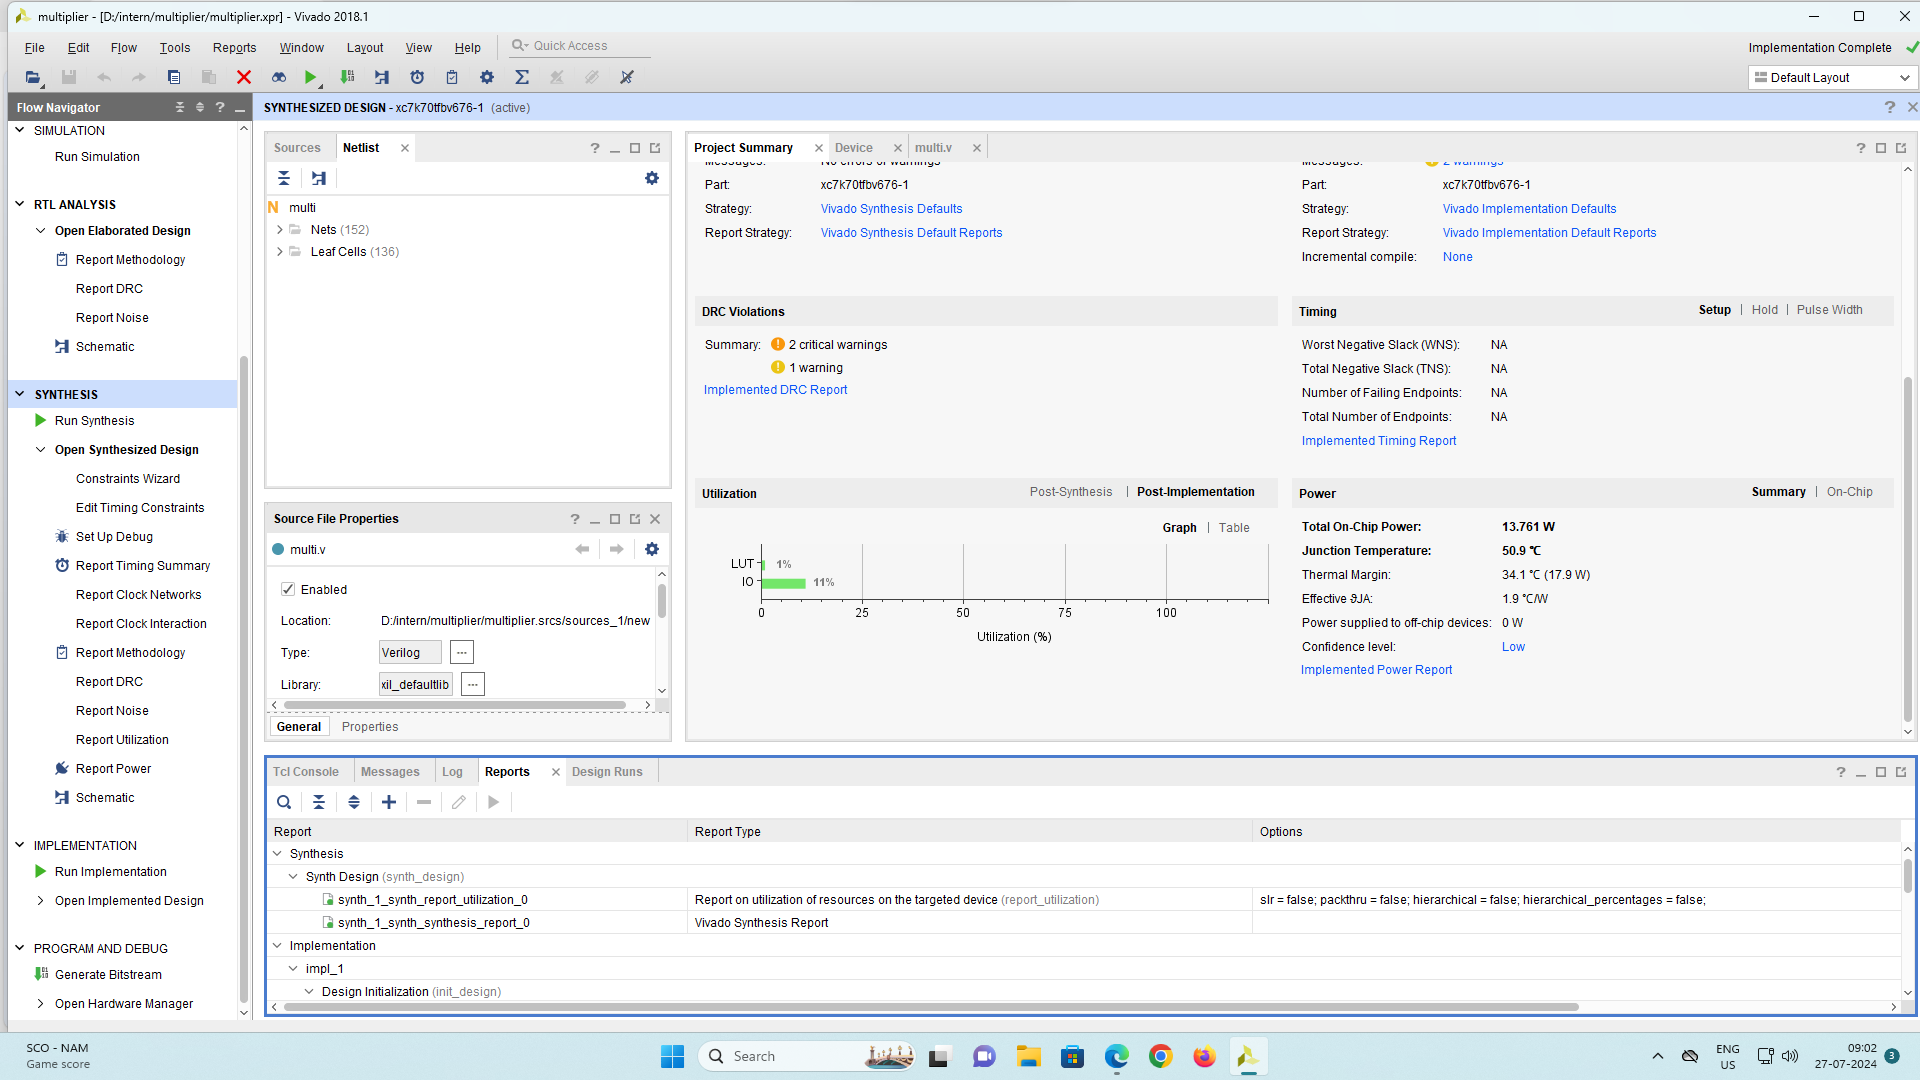 multiplier - [D:/intern/multiplier/multiplier.xpr] - Vivado 2018.1
File Edit Flow Tools Reports Window Layout View Help Quick Access
Implementation Complete
Default Layout
Flow Navigator
SIMULATION
Run Simulation
RTL ANALYSIS
Open Elaborated Design
Report Methodology
Report DRC
Report Noise
Schematic
SYNTHESIS
Run Synthesis
Open Synthesized Design
Constraints Wizard
Edit Timing Constraints
Set Up Debug
Report Timing Summary
Report Clock Networks
Report Clock Interaction
Report Methodology
Report DRC
Report Noise
Report Utilization
Report Power
Schematic
IMPLEMENTATION
Run Implementation
Open Implemented Design
PROGRAM AND DEBUG
Generate Bitstream
Open Hardware Manager
SYNTHESIZED DESIGN - xc7k70tfbv676-1 (active)
Sources Netlist
multi
Nets (152)
Leaf Cells (136)
Source File Properties
multi.v
Enabled
Location: D:/intern/multiplier/multiplier.srcs/sources_1/new
Type: Verilog
Library: xil_defaultlib
General Properties
Project Summary Device multi.v
Messages: No errors or warnings
Part: xc7k70tfbv676-1
Strategy: Vivado Synthesis Defaults
Report Strategy: Vivado Synthesis Default Reports
Messages: 2 warnings
Part: xc7k70tfbv676-1
Strategy: Vivado Implementation Defaults
Report Strategy: Vivado Implementation Default Reports
Incremental compile: None
DRC Violations
Summary: 2 critical warnings
1 warning
Implemented DRC Report
Timing Setup | Hold | Pulse Width
Worst Negative Slack (WNS): NA
Total Negative Slack (TNS): NA
Number of Failing Endpoints: NA
Total Number of Endpoints: NA
Implemented Timing Report
Utilization Post-Synthesis | Post-Implementation
Graph | Table
LUT 1%
IO 11%
0 25 50 75 100
Utilization (%)
Power Summary | On-Chip
Total On-Chip Power: 13.761 W
Junction Temperature: 50.9 °C
Thermal Margin: 34.1 °C (17.9 W)
Effective ϑJA: 1.9 °C/W
Power supplied to off-chip devices: 0 W
Confidence level: Low
Implemented Power Report
Tcl Console Messages Log Reports Design Runs
Report Report Type Options
Synthesis
Synth Design (synth_design)
synth_1_synth_report_utilization_0 Report on utilization of resources on the targeted device (report_utilization) slr = false; packthru = false; hierarchical = false; hierarchical_percentages = false;
synth_1_synth_synthesis_report_0 Vivado Synthesis Report
Implementation
impl_1
Design Initialization (init_design)
SCO - NAM
Game score
Search
ENG
US
09:02
27-07-2024
3